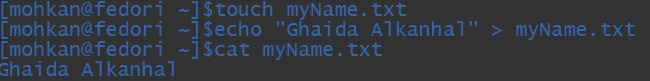 [mohkan@fedori ~]$touch myName.txt
[mohkan@fedori ~]$echo "Ghaida Alkanhal" > myName.txt
[mohkan@fedori ~]$cat myName.txt
Ghaida Alkanhal